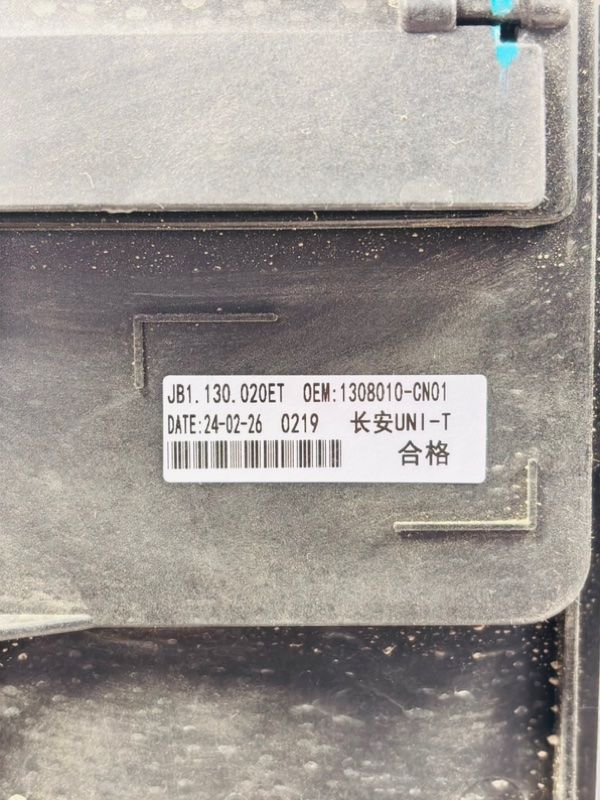 JB1.130.020ET OEM:1308010-CN01
DATE:24-02-26 0219 长安UNI-T
合格